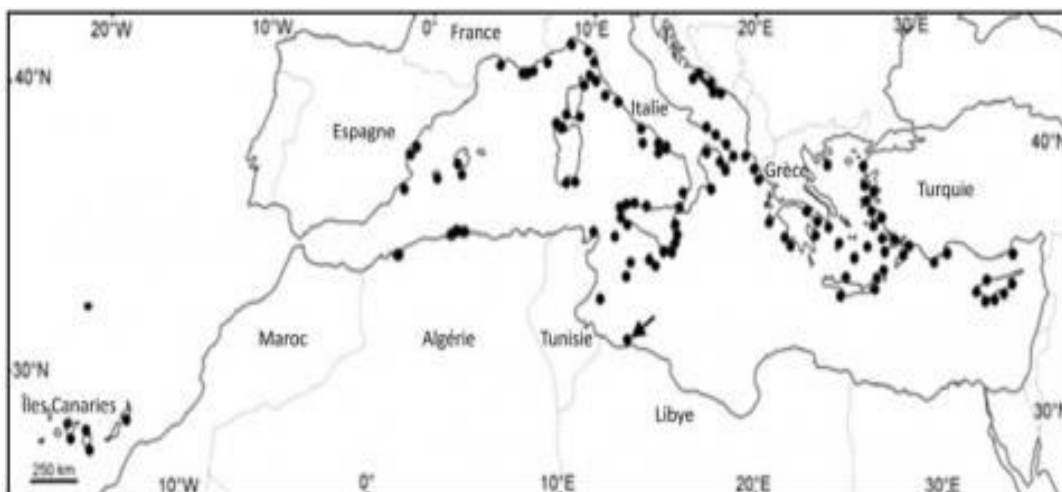 20°W 10°W 0° 10°E 20°E 30°E
France
40°N
Italie
Espagne
40°N
Grèce
Turquie
Maroc
Algérie
Tunisie
30°N
Îles Canaries
Libye
30°N
250 km
10°W 0° 10°E 20°E 30°E